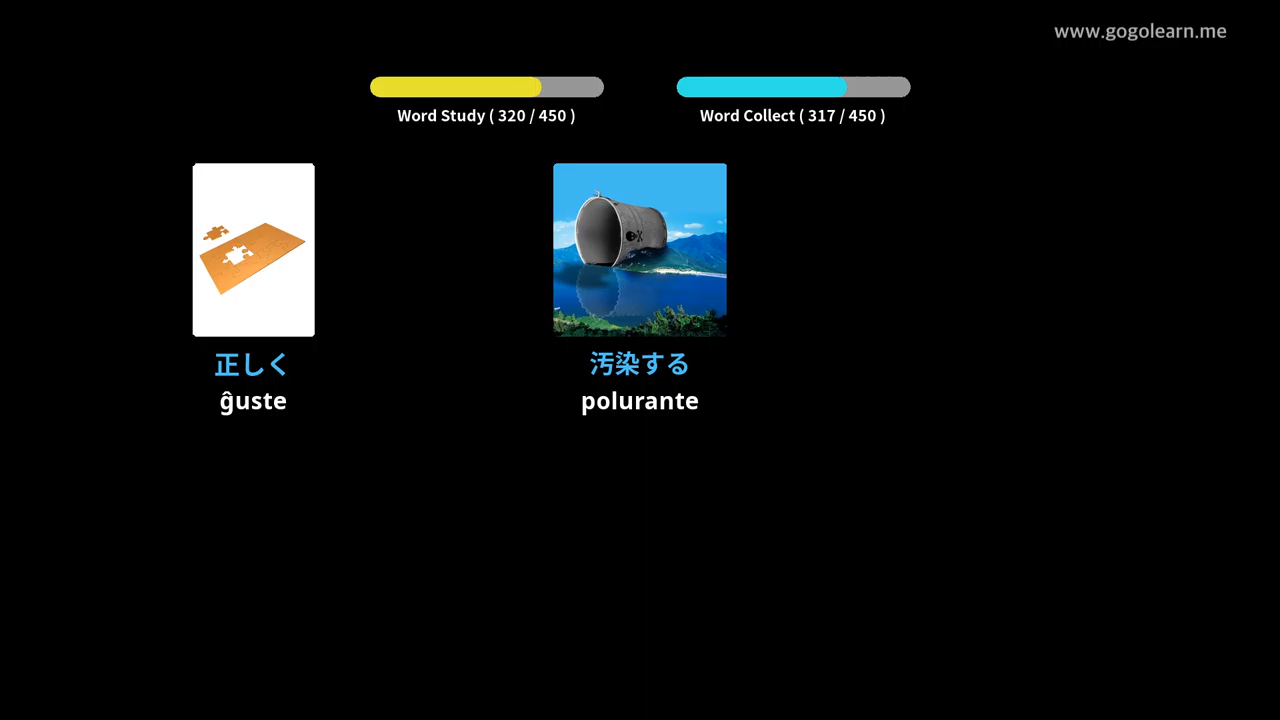 www.gogolearn.me
Word Study ( 320 / 450 )
Word Collect ( 317 / 450 )
正しく
ĝuste
汚染する
polurante